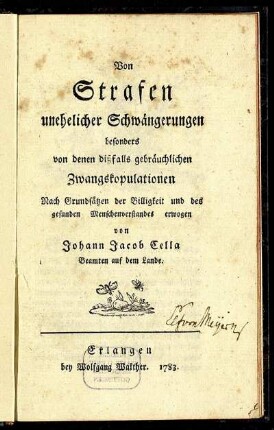 Von
Strafen
unehelicher Schwängerungen
besonders
von denen dißfalls gebräuchlichen
Zwangskopulationen
Nach Grundsätzen der Billigkeit und des
gesunden Menschenverstandes erwogen
von
Johann Jacob Cella
Beamten auf dem Lande.
Erlangen
bey Wolfgang Walther. 1783.